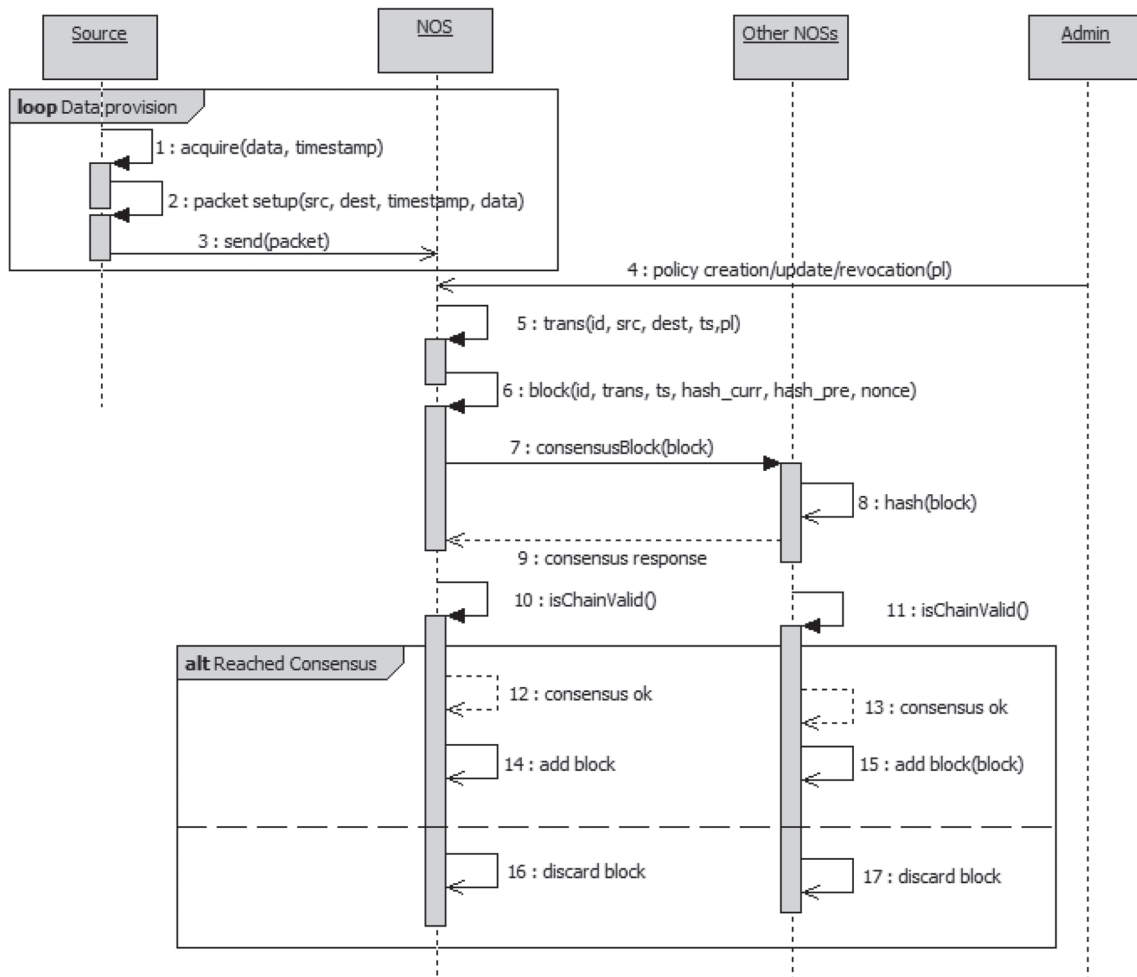 Source
NOS
Other NOSs
Admin
loop Data provision
1 : acquire(data, timestamp)
2 : packet setup(src, dest, timestamp, data)
3 : send(packet)
4 : policy creation/update/revocation(pl)
5 : trans(id, src, dest, ts,pl)
6 : block(id, trans, ts, hash_curr, hash_pre, nonce)
7 : consensusBlock(block)
8 : hash(block)
9 : consensus response
10 : isChainValid()
11 : isChainValid()
alt Reached Consensus
12 : consensus ok
13 : consensus ok
14 : add block
15 : add block(block)
16 : discard block
17 : discard block